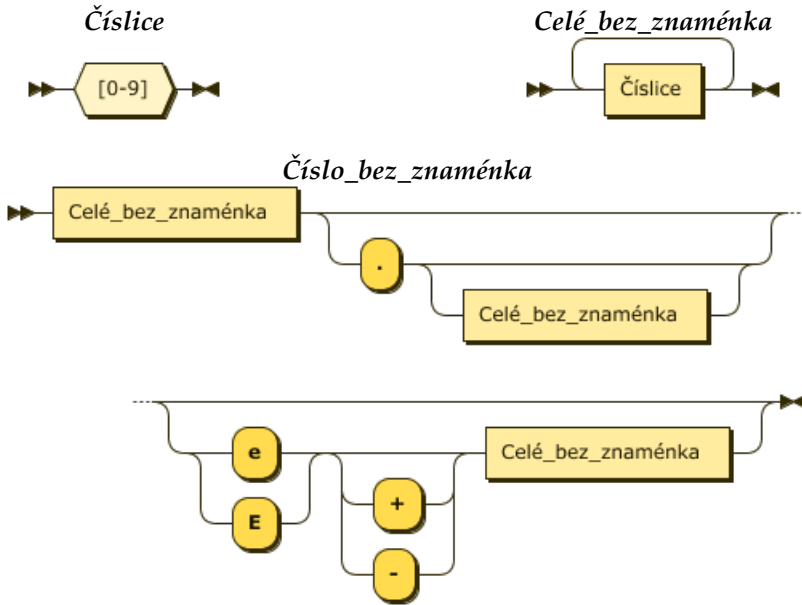 Číslice Celé_bez_znaménka
[0-9] Číslice
Číslo_bez_znaménka
Celé_bez_znaménka
.
Celé_bez_znaménka
e Celé_bez_znaménka
+
E
-